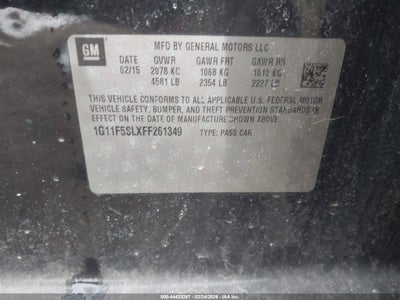 GM
MFD BY GENERAL MOTORS LLC
DATE GVWR GAWR FRT GAWR RR
02/15 2078 KG 1068 KG 1010 KG
4581 LB 2354 LB 2227 LB
THIS VEHICLE CONFORMS TO ALL APPLICABLE U.S. FEDERAL MOTOR
VEHICLE SAFETY, BUMPER, AND THEFT PREVENTION STANDARDS IN
EFFECT ON THE DATE OF MANUFACTURE SHOWN ABOVE.
1G11F5SLXFF261349 TYPE: PASS CAR